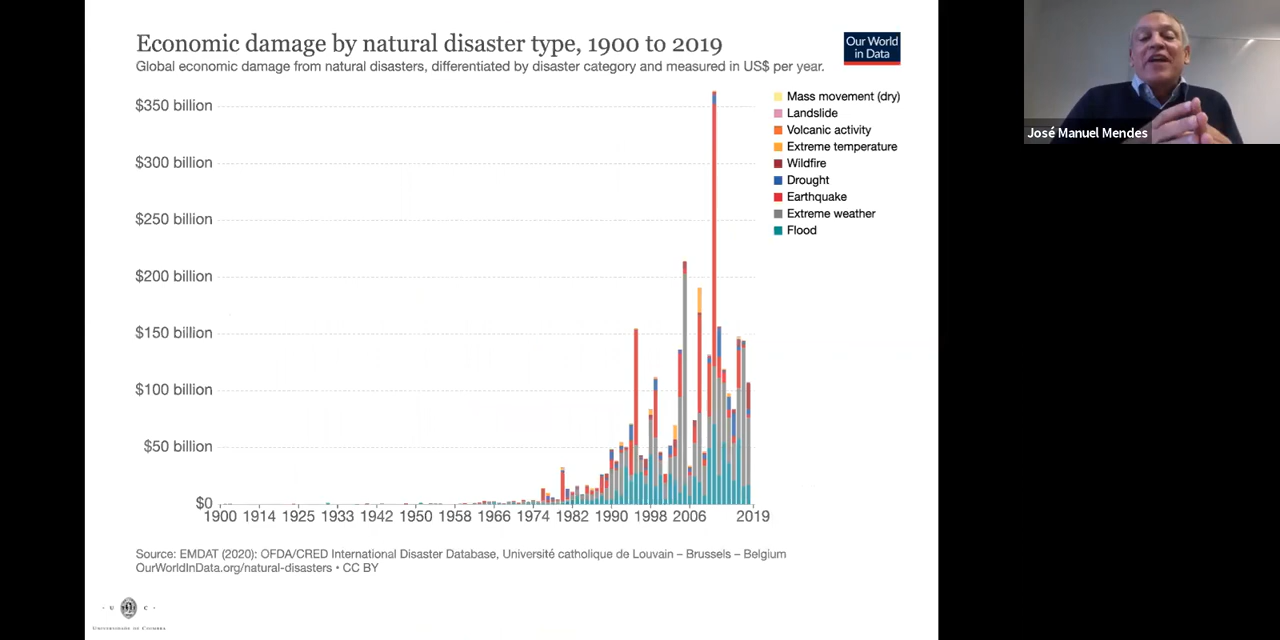 Economic damage by natural disaster type, 1900 to 2019
Global economic damage from natural disasters, differentiated by disaster category and measured in US$ per year.
Our World
in Data
$350 billion
$300 billion
$250 billion
$200 billion
$150 billion
$100 billion
$50 billion
$0
1900 1914 1925 1933 1942 1950 1958 1966 1974 1982 1990 1998 2006 2019
Mass movement (dry)
Landslide
Volcanic activity
Extreme temperature
Wildfire
Drought
Earthquake
Extreme weather
Flood
Source: EMDAT (2020): OFDA/CRED International Disaster Database, Université catholique de Louvain – Brussels – Belgium
OurWorldInData.org/natural-disasters • CC BY
· U C ·
UNIVERSIDADE DE COIMBRA
José Manuel Mendes